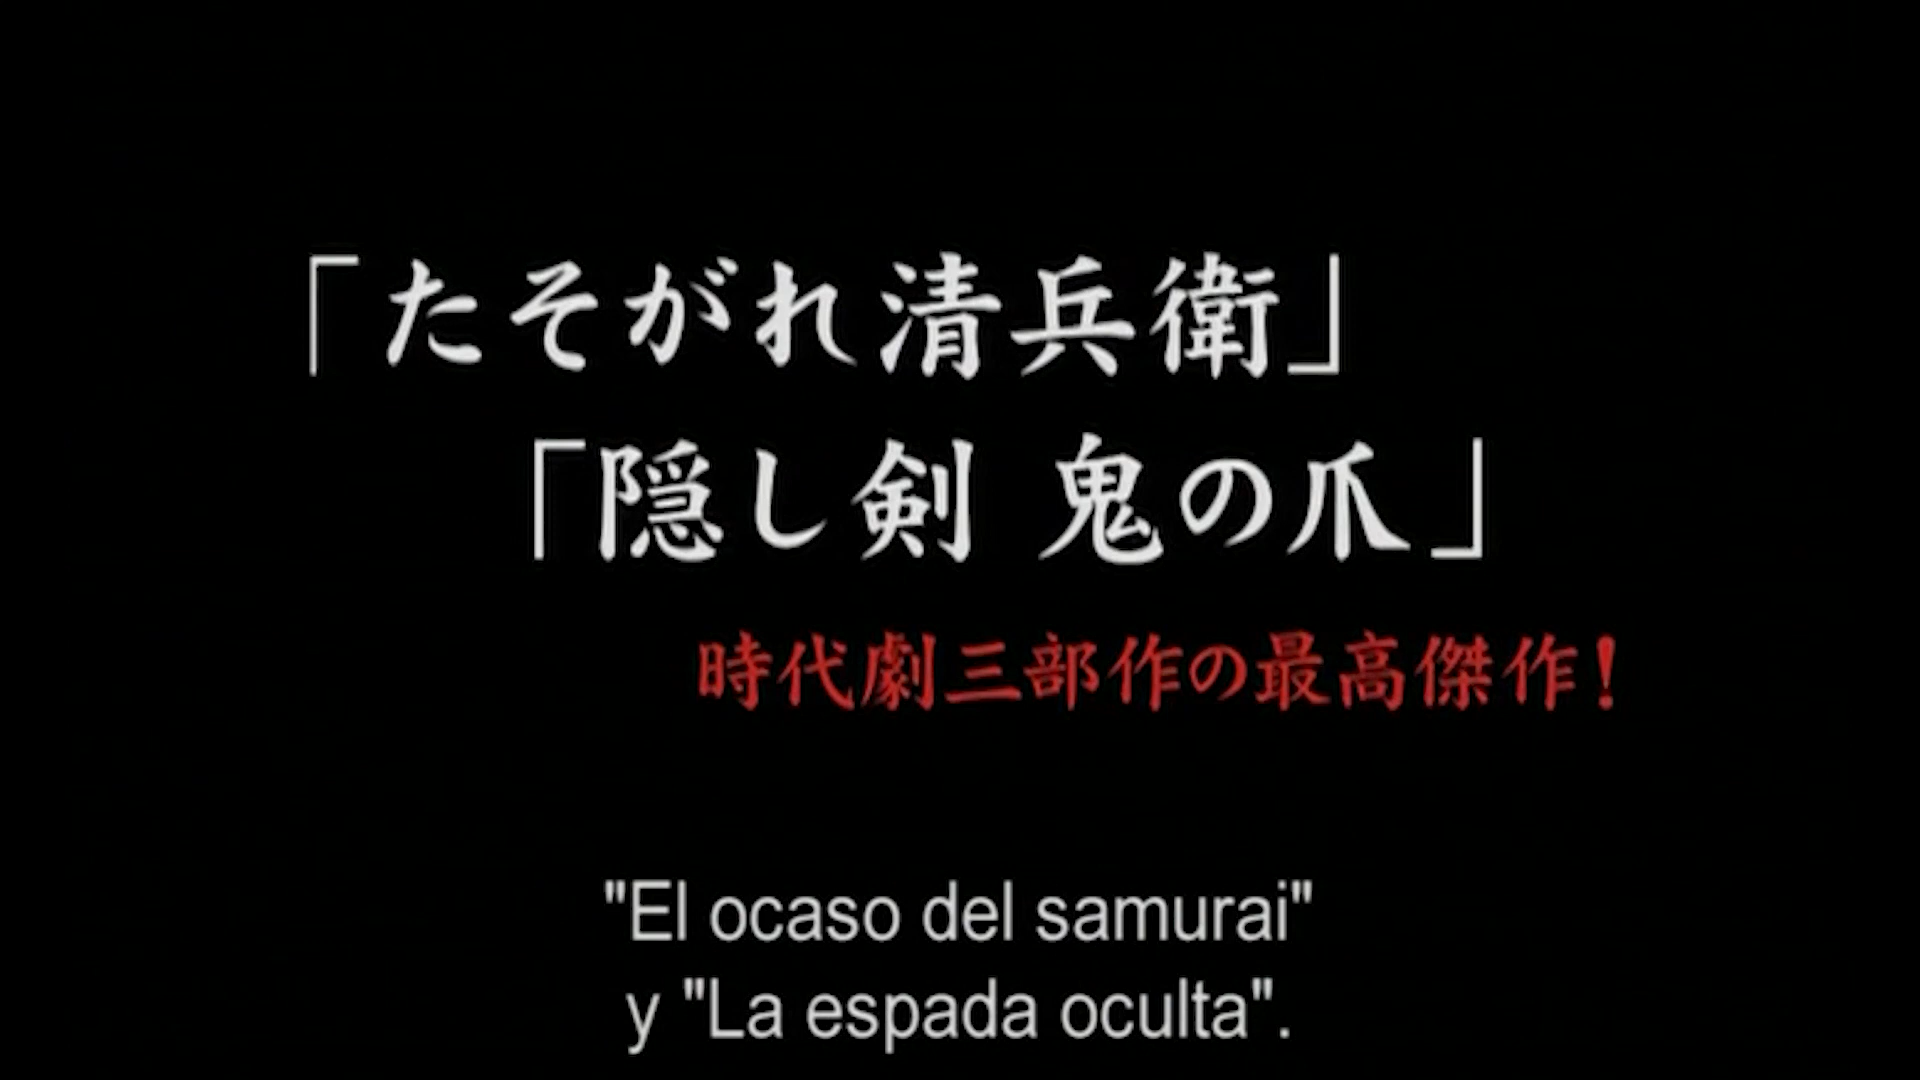 「たそがれ清兵衛」
「隠し剣 鬼の爪」
時代劇三部作の最高傑作!
"El ocaso del samurai"
y "La espada oculta".